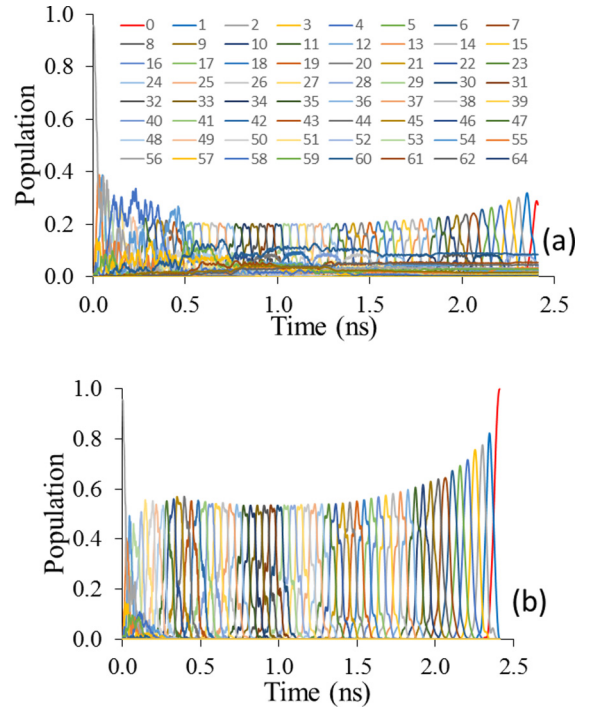 1.0
0.8
0.6
0.4
0.2
0.0
Population
0 1 2 3 4 5 6 7
8 9 10 11 12 13 14 15
16 17 18 19 20 21 22 23
24 25 26 27 28 29 30 31
32 33 34 35 36 37 38 39
40 41 42 43 44 45 46 47
48 49 50 51 52 53 54 55
56 57 58 59 60 61 62 64
(a)
0.0 0.5 1.0 1.5 2.0 2.5
Time (ns)
1.0
0.8
0.6
0.4
0.2
0.0
Population
(b)
0.0 0.5 1.0 1.5 2.0 2.5
Time (ns)